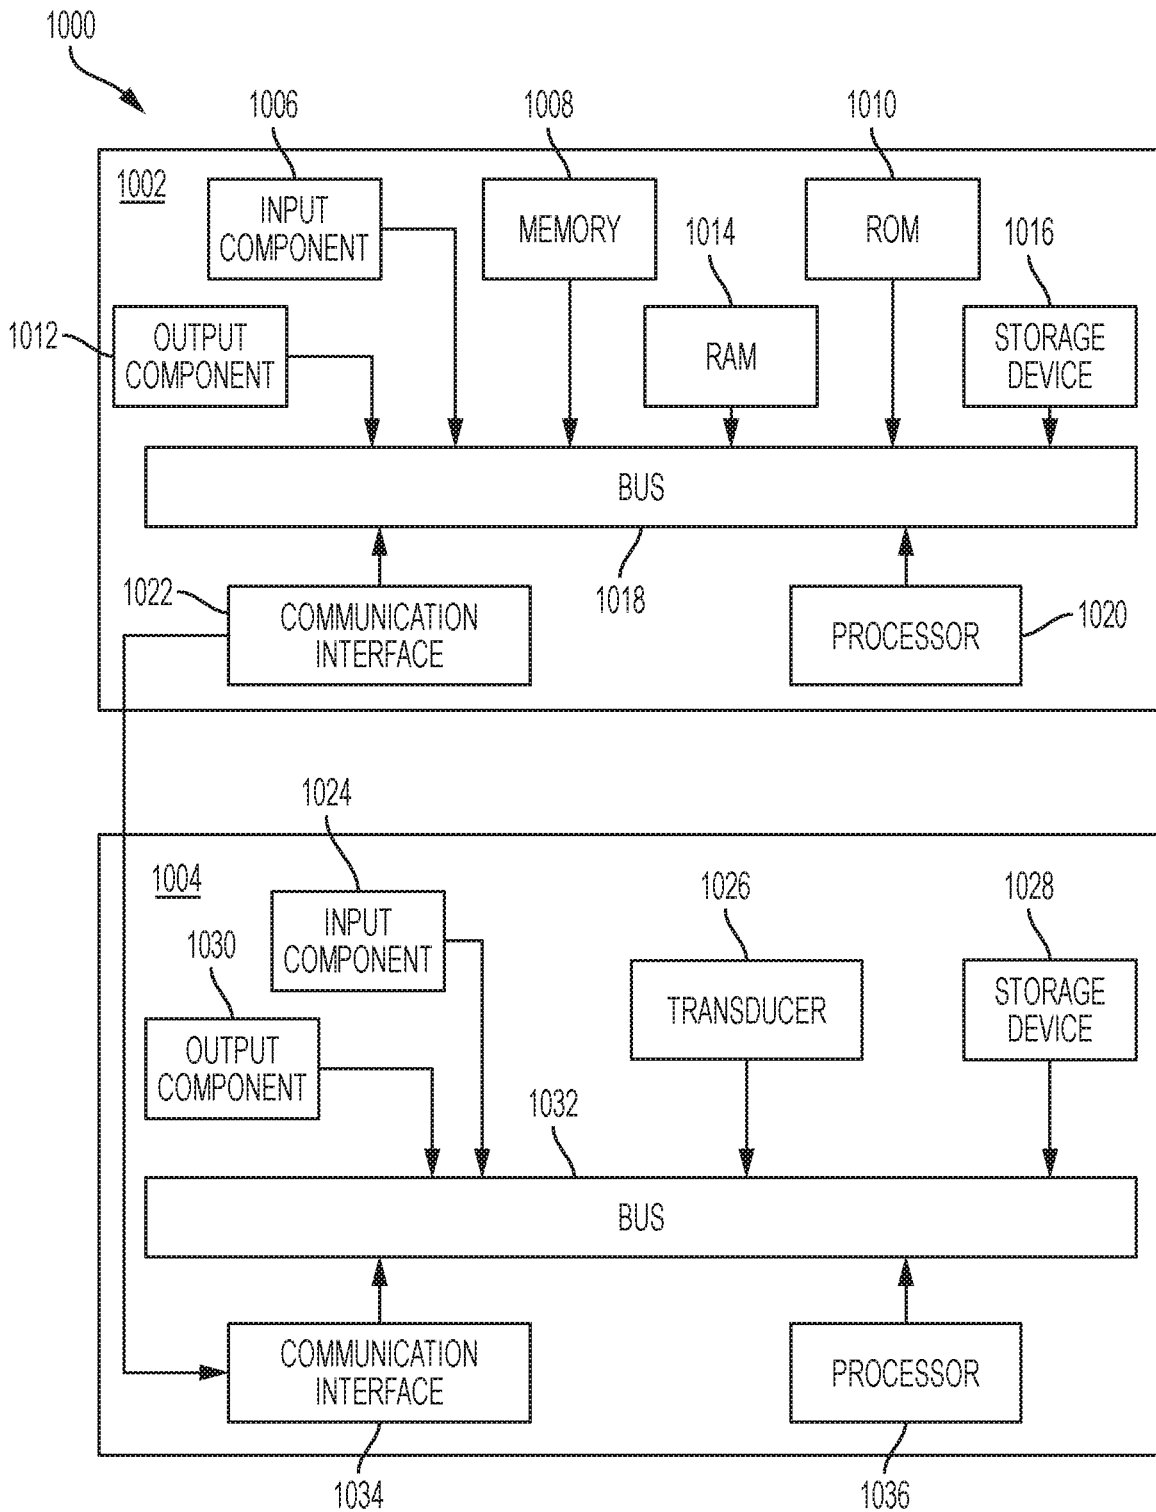 1000
1006
1008
1010
1002
INPUT
COMPONENT
MEMORY
1014
ROM
1016
1012
OUTPUT
COMPONENT
RAM
STORAGE
DEVICE
BUS
1022
COMMUNICATION
INTERFACE
1018
PROCESSOR
1020
1024
1004
INPUT
COMPONENT
1026
1028
1030
OUTPUT
COMPONENT
TRANSDUCER
STORAGE
DEVICE
1032
BUS
COMMUNICATION
INTERFACE
PROCESSOR
1034
1036